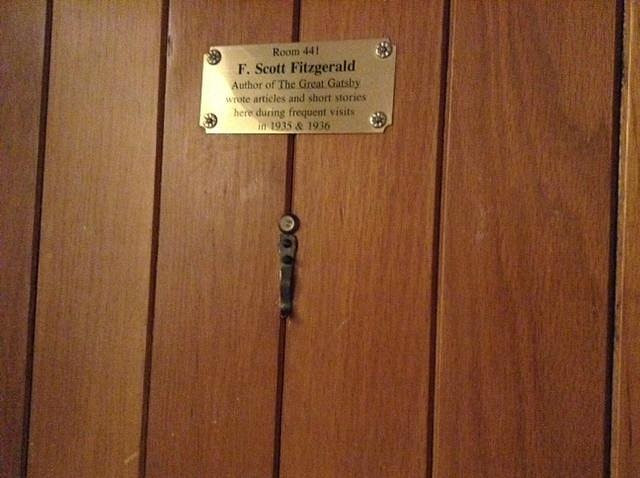 Room 441
F. Scott Fitzgerald
Author of The Great Gatsby
wrote articles and short stories
here during frequent visits
in 1935 & 1936